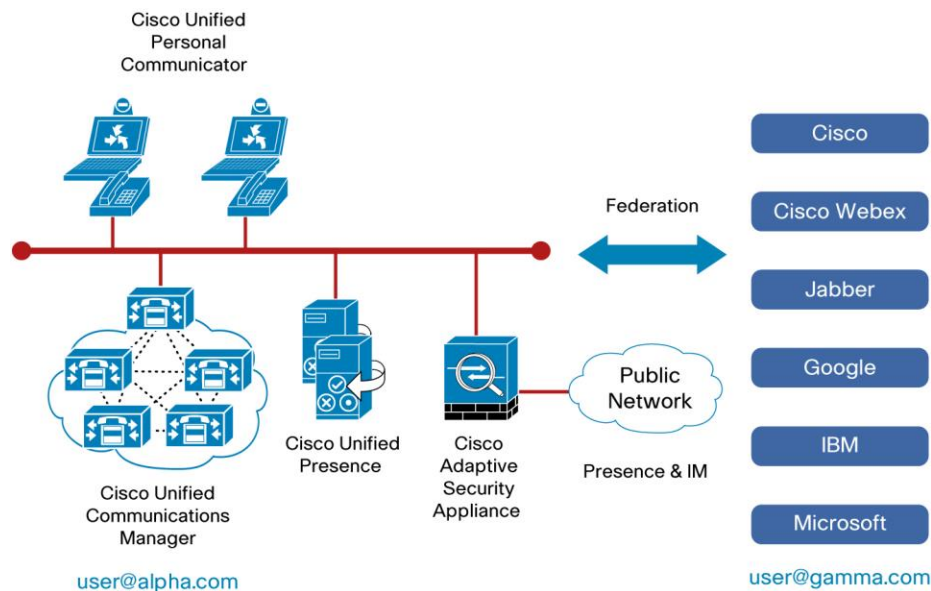 Cisco Unified
Personal
Communicator
Federation
Cisco
Cisco Webex
Jabber
Google
IBM
Microsoft
Public
Network
Presence & IM
Cisco Unified
Communications
Manager
Cisco Unified
Presence
Cisco
Adaptive
Security
Appliance
user@alpha.com
user@gamma.com